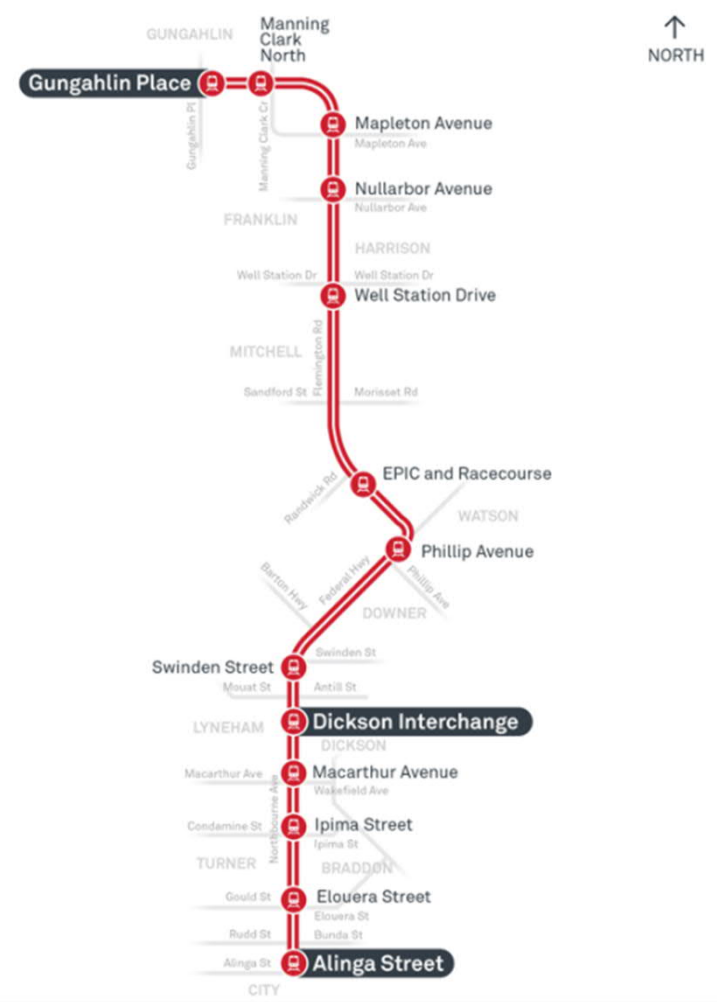 GUNGAHLIN
Manning
Clark
North
NORTH
Gungahlin Place
Gungahlin Pl
Manning Clark Cr
Mapleton Avenue
Mapleton Ave
Nullarbor Avenue
Nullarbor Ave
FRANKLIN
HARRISON
Well Station Dr
Well Station Dr
Well Station Drive
Flemington Rd
MITCHELL
Sandford St
Morisset Rd
EPIC and Racecourse
Randwick Rd
WATSON
Phillip Avenue
Phillip Ave
Federal Hwy
Barton Hwy
DOWNER
Swinden St
Swinden Street
Mouat St
Antill St
Dickson Interchange
LYNEHAM
DICKSON
Macarthur Ave
Macarthur Avenue
Wakefield Ave
Northbourne Ave
Condamine St
Ipima Street
Ipima St
TURNER
BRADDON
Gould St
Elouera Street
Elouera St
Rudd St
Bunda St
Alinga St
Alinga Street
CITY